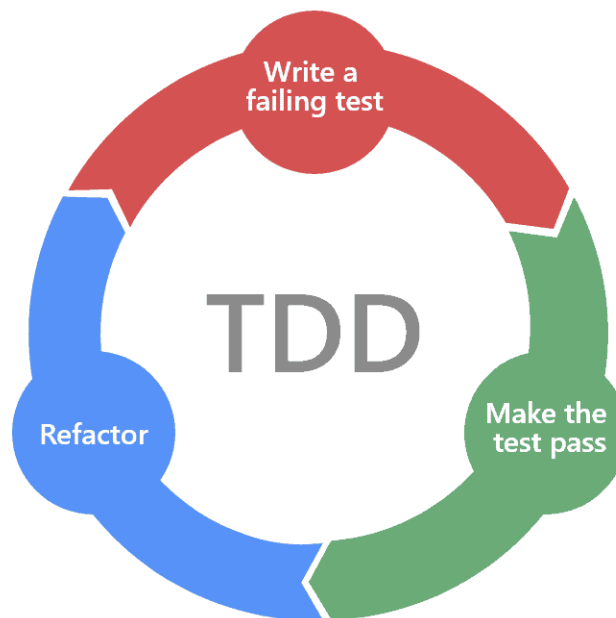 Write a
failing test
TDD
Refactor
Make the
test pass